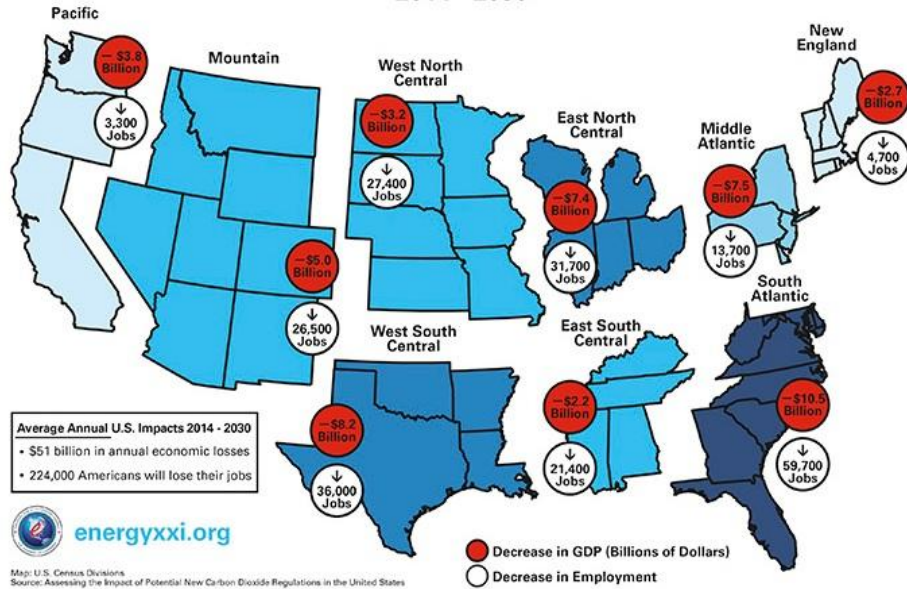 Pacific
− $3.8
Billion
↓
3,300
Jobs
Mountain
−$5.0
Billion
↓
26,500
Jobs
West North
Central
−$3.2
Billion
↓
27,400
Jobs
East North
Central
−$7.4
Billion
↓
31,700
Jobs
Middle
Atlantic
−$7.5
Billion
↓
13,700
Jobs
New
England
−$2.7
Billion
↓
4,700
Jobs
West South
Central
−$8.2
Billion
↓
36,000
Jobs
East South
Central
−$2.2
Billion
↓
21,400
Jobs
South
Atlantic
−$10.5
Billion
↓
59,700
Jobs
Average Annual U.S. Impacts 2014 - 2030
• $51 billion in annual economic losses
• 224,000 Americans will lose their jobs
energyxxi.org
Decrease in GDP (Billions of Dollars)
Decrease in Employment
Map: U.S. Census Divisions
Source: Assessing the Impact of Potential New Carbon Dioxide Regulations in the United States